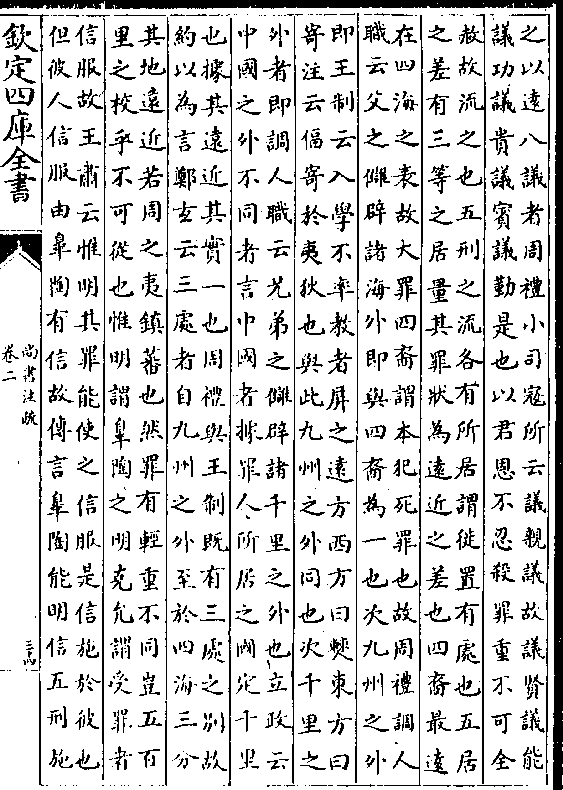 之以遠八議者周禮小司寇所云議親議故議賢議能
議功議貴議賓議勤是也以君恩不忍殺罪重不可全
赦故流之也五刑之流各有所居謂徙置有處也五居
之差有三等之居量其罪狀為遠近之差也四裔最遠
在四海之表故大罪四裔謂本犯死罪也故周禮調人
職云父之讎辟諸海外即與四裔為一也次九州之外
即王制云入學不率教者屏之遠方西方曰僰東方曰
寄注云偪寄於夷狄也與此九州之外同也次千里之
外者即調人職云兄弟之讎辟諸千里之外也立政云
中國之外不同者言中國者據罪人所居之國定千里
也據其遠近其實一也周禮與王制既有三處之別故
約以為言鄭玄云三處者自九州之外至於四海三分
其地遠近若周之夷鎮蕃也然罪有輕重不同豈五百
里之校乎不可從也惟明謂臯陶之明克允謂受罪者
信服故王肅云惟明其罪能使之信服是信施於彼也
但彼人信服由臯陶有信故傳言臯陶能明信五刑施
欽定四庫全書
尚書注疏
卷二
三四